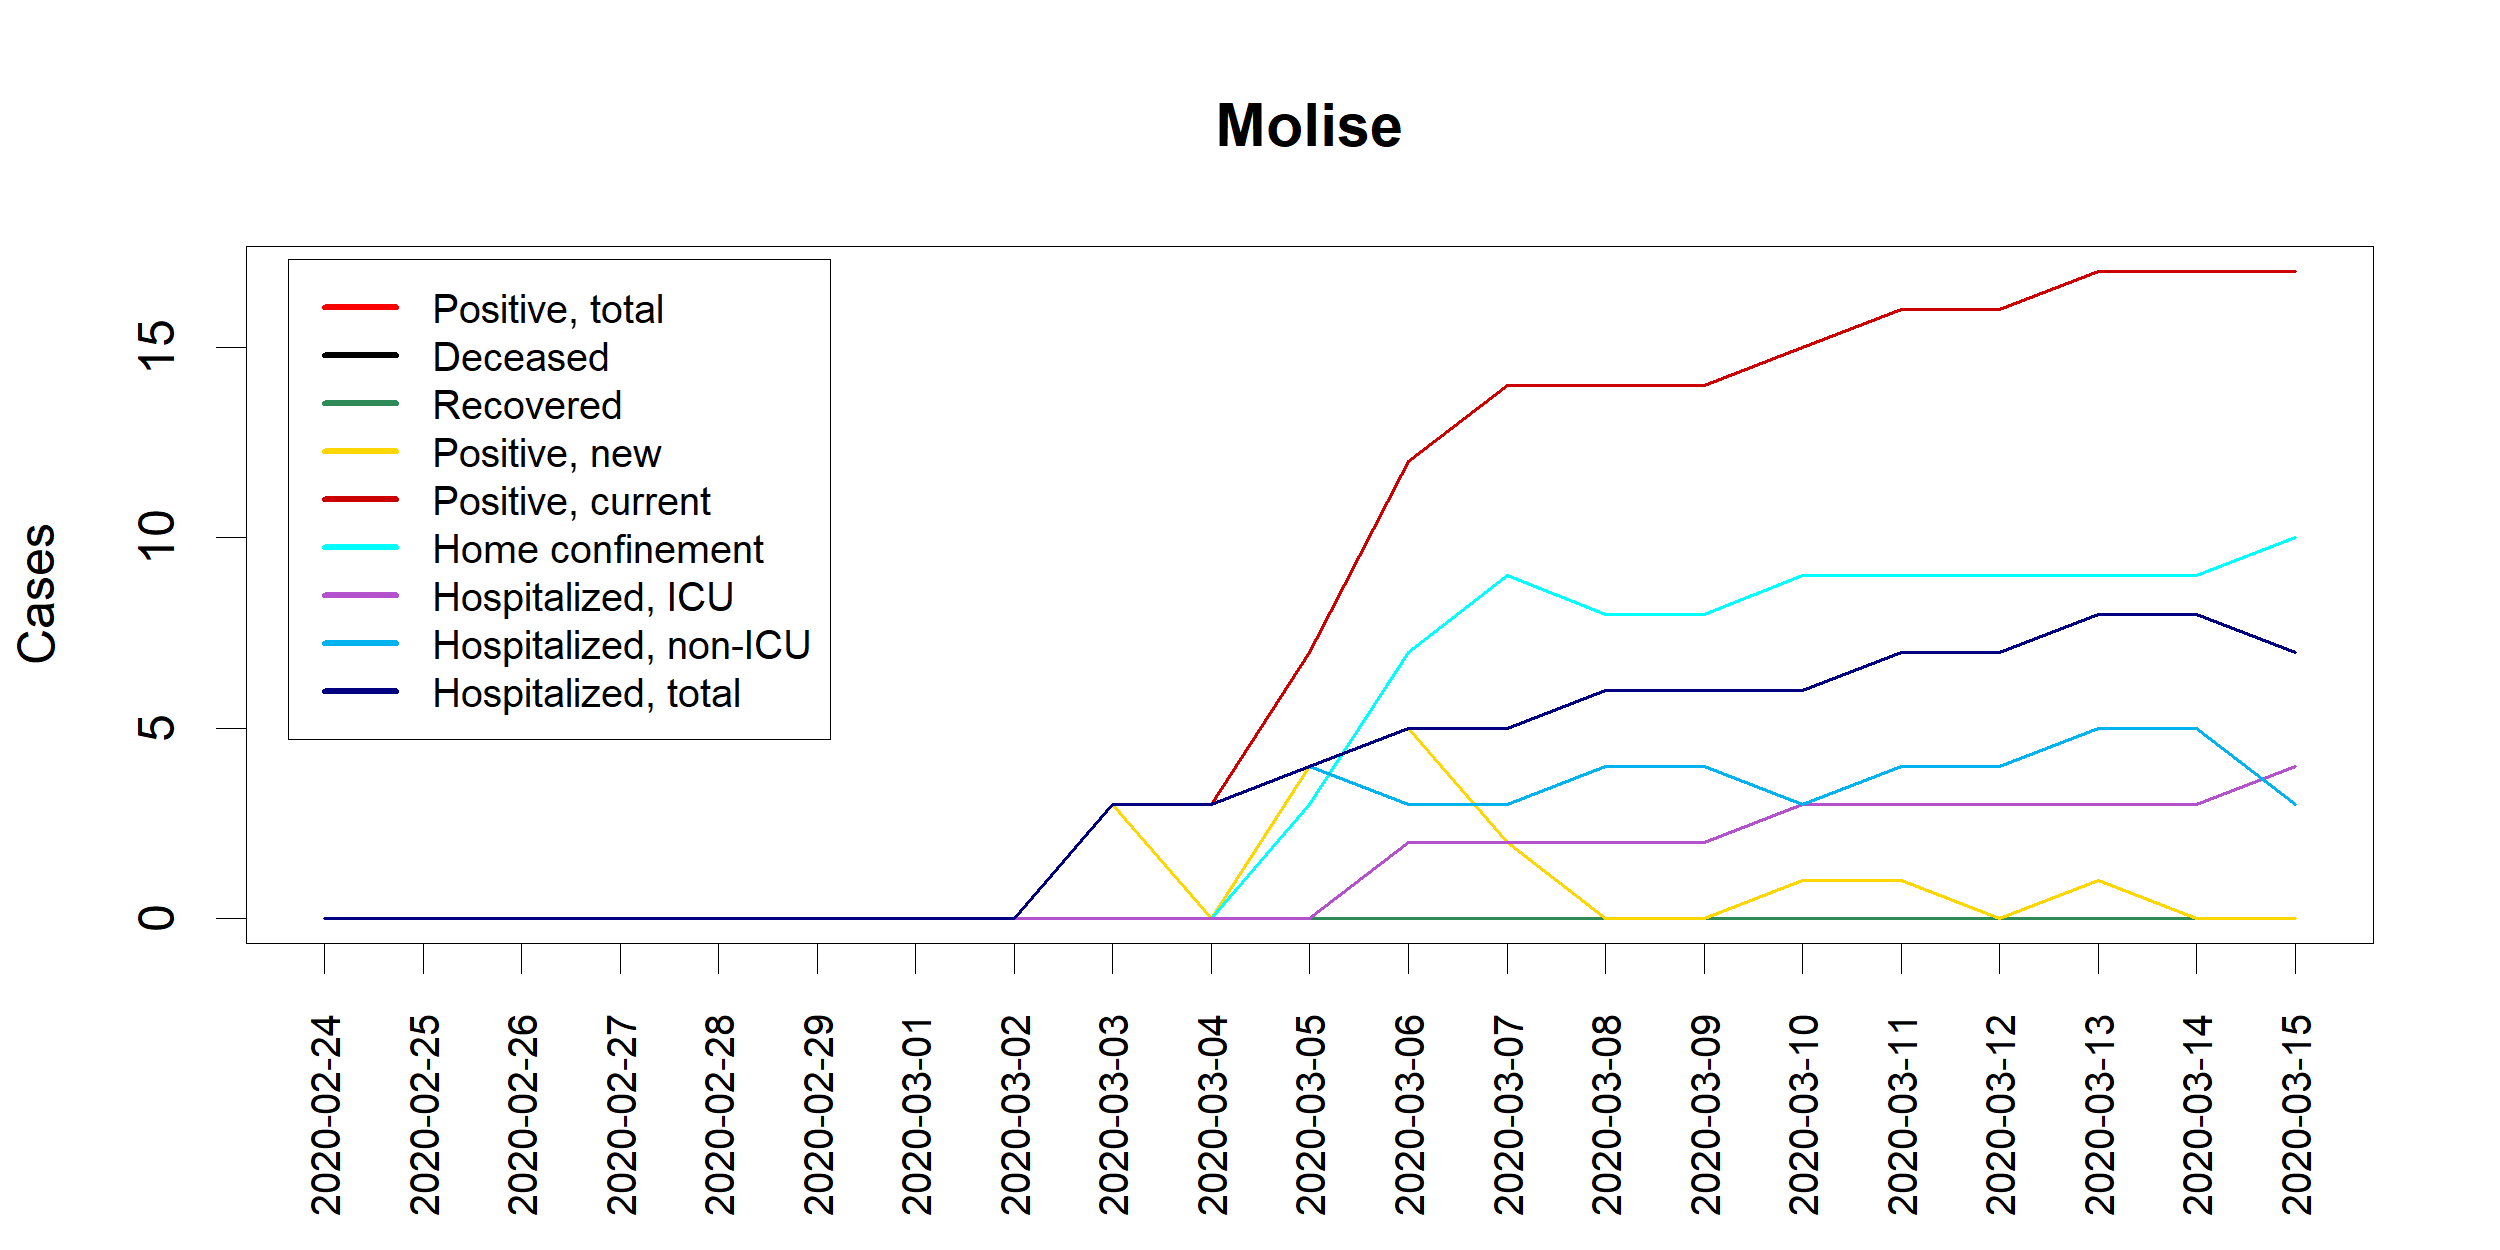 Molise
Cases
15
10
5
0
Positive, total
Deceased
Recovered
Positive, new
Positive, current
Home confinement
Hospitalized, ICU
Hospitalized, non-ICU
Hospitalized, total
2020-02-24
2020-02-25
2020-02-26
2020-02-27
2020-02-28
2020-02-29
2020-03-01
2020-03-02
2020-03-03
2020-03-04
2020-03-05
2020-03-06
2020-03-07
2020-03-08
2020-03-09
2020-03-10
2020-03-11
2020-03-12
2020-03-13
2020-03-14
2020-03-15